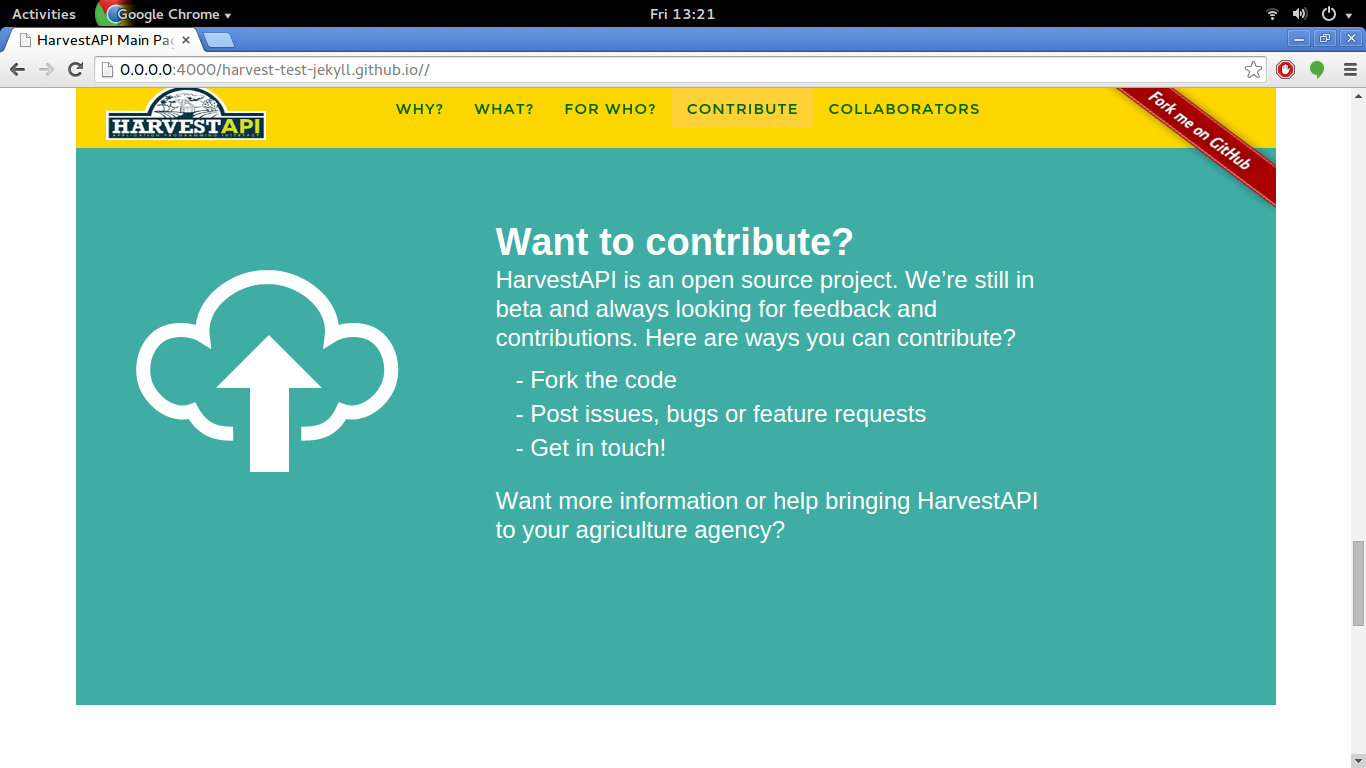 Activities Google Chrome Fri 13:21
HarvestAPI Main Pa
0.0.0.0:4000/harvest-test-jekyll.github.io//
HARVESTAPI
APPLICATION PROGRAMMING INTERFACE
WHY? WHAT? FOR WHO? CONTRIBUTE COLLABORATORS
Fork me on GitHub
Want to contribute?
HarvestAPI is an open source project. We’re still in
beta and always looking for feedback and
contributions. Here are ways you can contribute?
- Fork the code
- Post issues, bugs or feature requests
- Get in touch!
Want more information or help bringing HarvestAPI
to your agriculture agency?